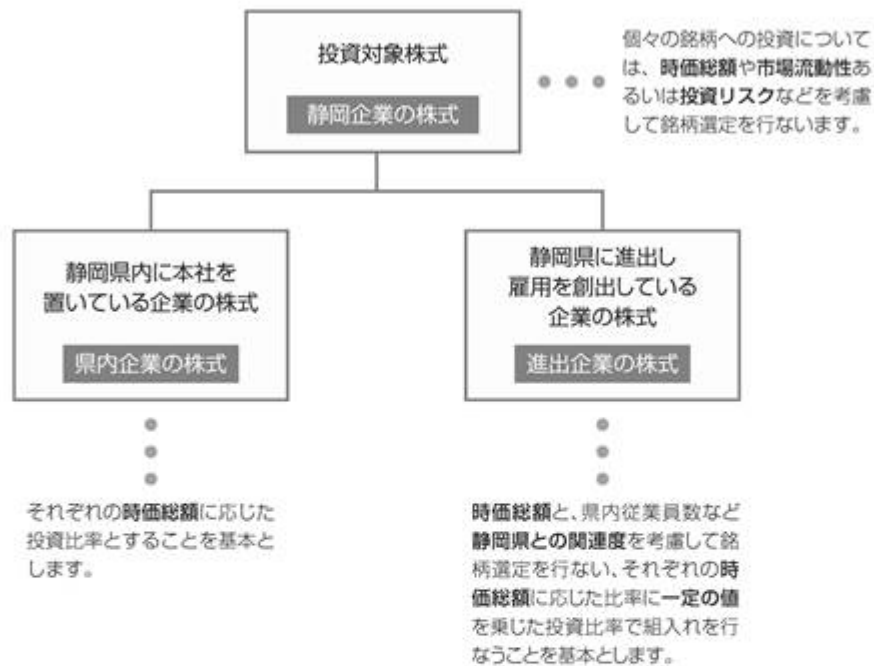 投資対象株式
静岡企業の株式
個々の銘柄への投資について
は、時価総額や市場流動性あ
るいは投資リスクなどを考慮
して銘柄選定を行ないます。
静岡県内に本社を
置いている企業の株式
県内企業の株式
それぞれの時価総額に応じた
投資比率とすることを基本と
します。
静岡県に進出し
雇用を創出している
企業の株式
進出企業の株式
時価総額と、県内従業員数など
静岡県との関連度を考慮して銘
柄選定を行ない、それぞれの時
価総額に応じた比率に一定の値
を乗じた投資比率で組入れを行
なうことを基本とします。